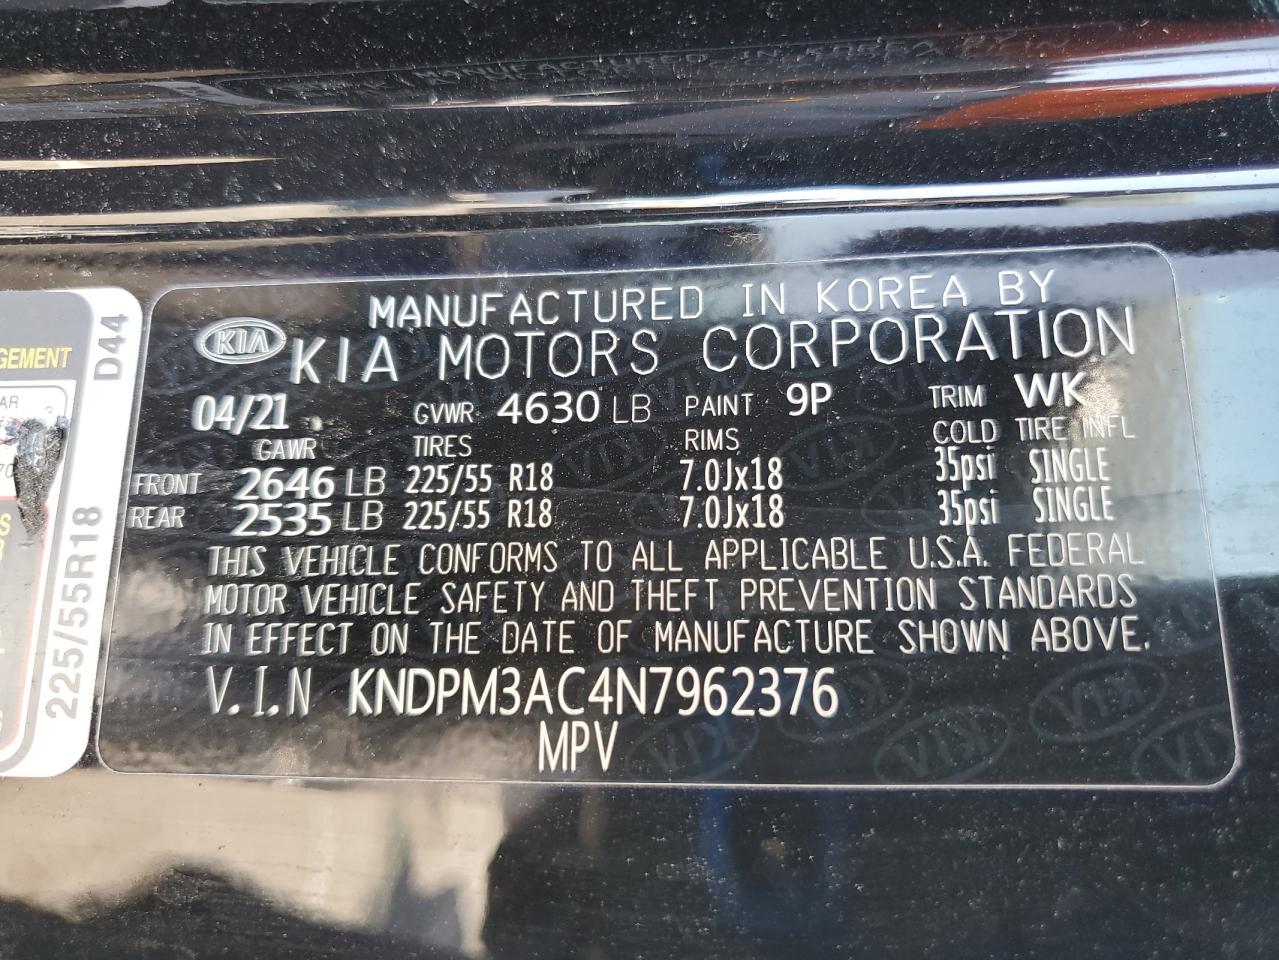 MANUFACTURED IN KOREA BY
KIA KIA MOTORS CORPORATION
04/21 GVWR 4630 LB PAINT 9P TRIM WK
GAWR TIRES RIMS COLD TIRE INFL
FRONT 2646 LB 225/55 R18 7.0Jx18 35psi SINGLE
REAR 2535 LB 225/55 R18 7.0Jx18 35psi SINGLE
THIS VEHICLE CONFORMS TO ALL APPLICABLE U.S.A. FEDERAL
MOTOR VEHICLE SAFETY AND THEFT PREVENTION STANDARDS
IN EFFECT ON THE DATE OF MANUFACTURE SHOWN ABOVE.
V.I.N KNDPM3AC4N7962376
MPV
225/55R18 D44